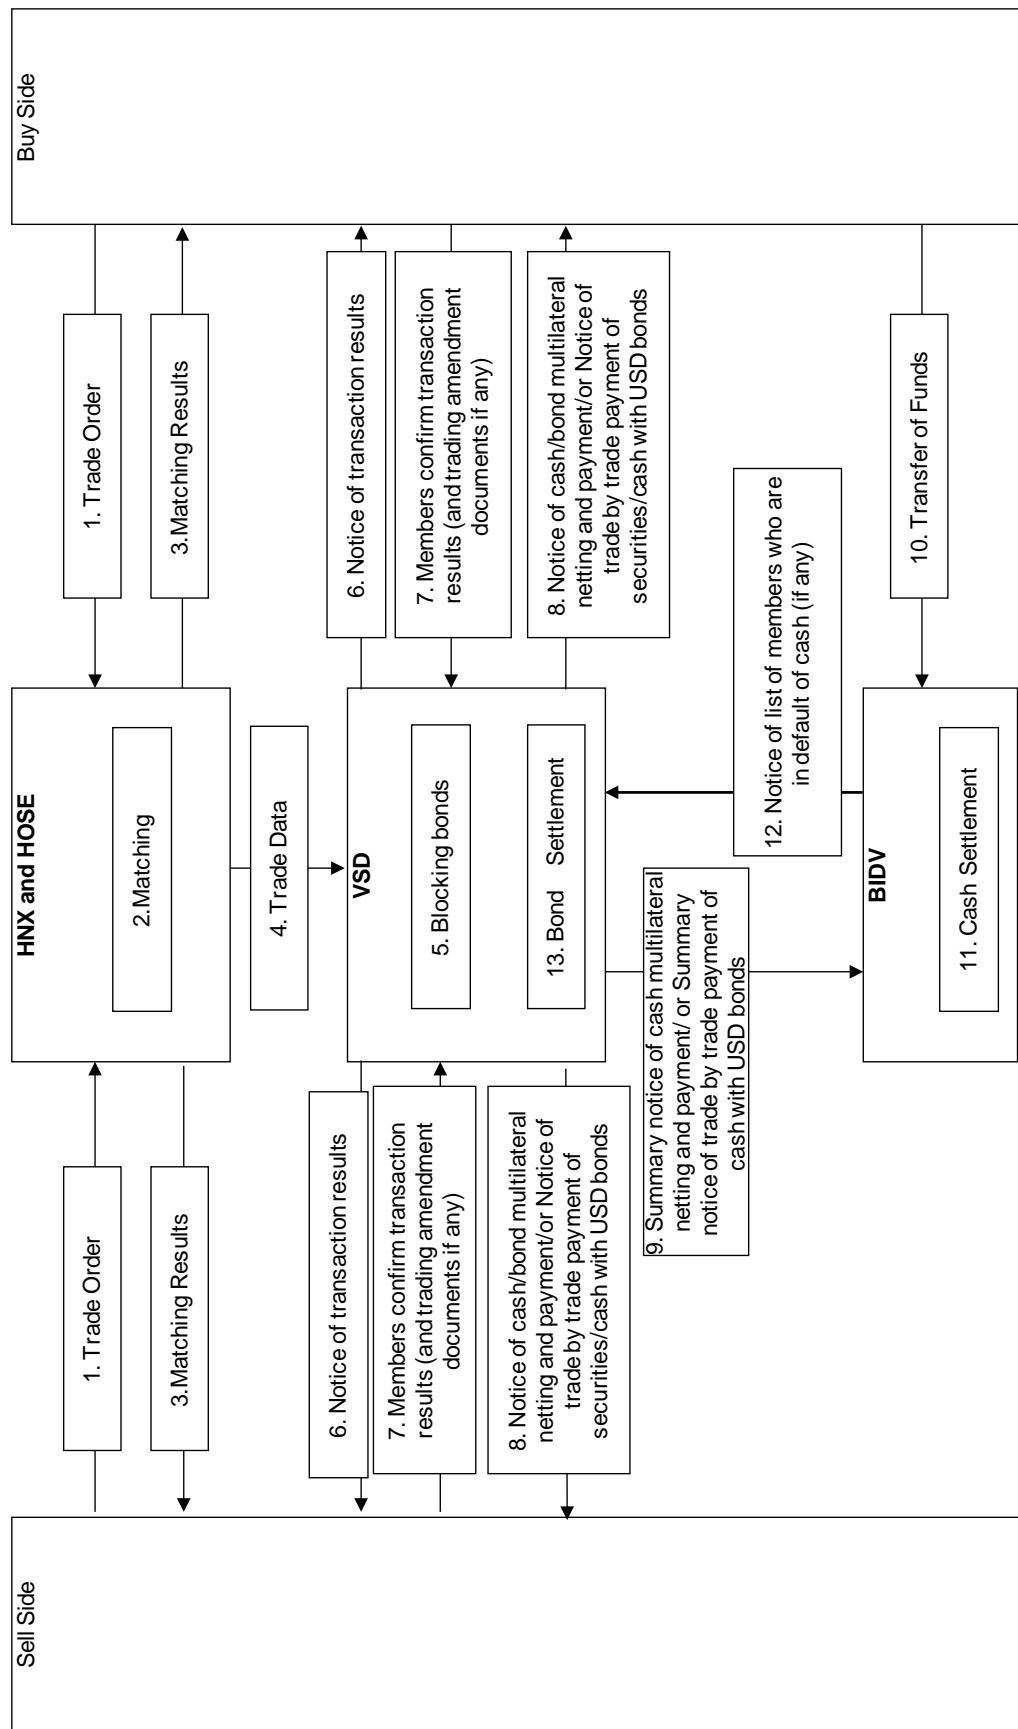 Sell Side
1. Trade Order
3.Matching Results
HNX and HOSE
2.Matching
1. Trade Order
3.Matching Results
Buy Side
4. Trade Data
6. Notice of transaction results
7. Members confirm transaction
results (and trading amendment
documents if any)
8. Notice of cash/bond multilateral
netting and payment/or Notice of
trade by trade payment of
securities/cash with USD bonds
VSD
5. Blocking bonds
13. Bond Settlement
6. Notice of transaction results
7. Members confirm transaction
results (and trading amendment
documents if any)
8. Notice of cash/bond multilateral
netting and payment/or Notice of
trade by trade payment of
securities/cash with USD bonds
9. Summary notice of cash multilateral
netting and payment/ or Summary
notice of trade by trade payment of
cash with USD bonds
12. Notice of list of members who are
in default of cash (if any)
BIDV
11. Cash Settlement
10. Transfer of Funds